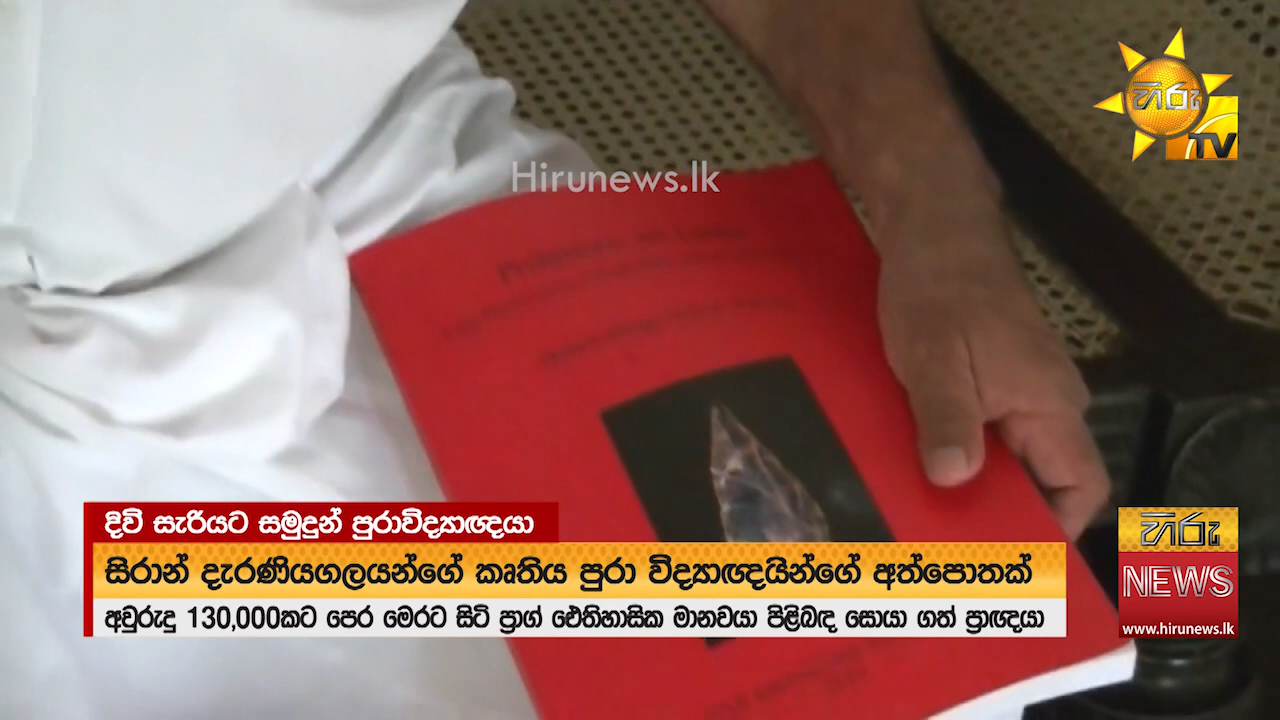 හිරු
TV
Hirunews.lk
දිවි සැරියට සමුදුන් පුරාවිද්‍යාඥයා
සිරාන් දැරණියගලයන්ගේ කෘතිය පුරා විද්‍යාඥයින්ගේ අත්පොතක්
අවුරුදු 130,000කට පෙර මෙරට සිටි ප්‍රාග් ඓතිහාසික මානවයා පිළිබඳ සොයා ගත් ප්‍රාඥයා
හිරු
NEWS
www.hirunews.lk